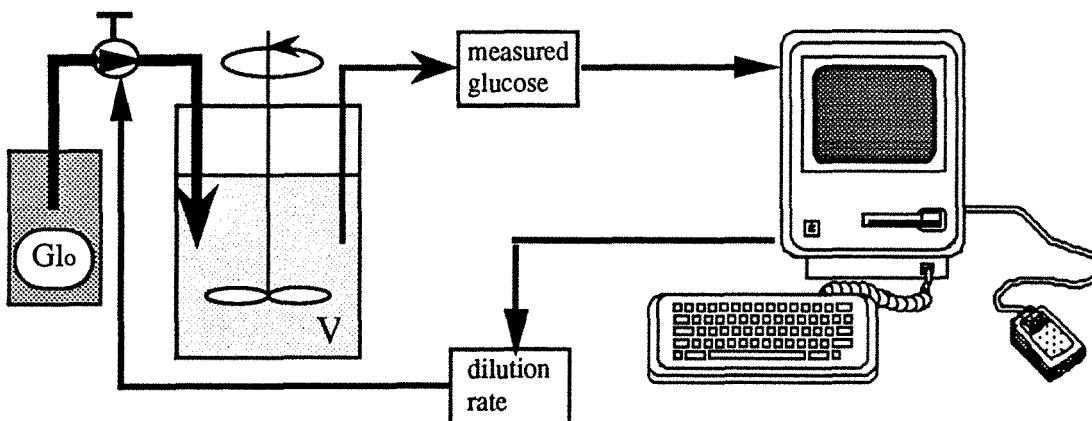 measured
glucose
Glo
V
dilution
rate